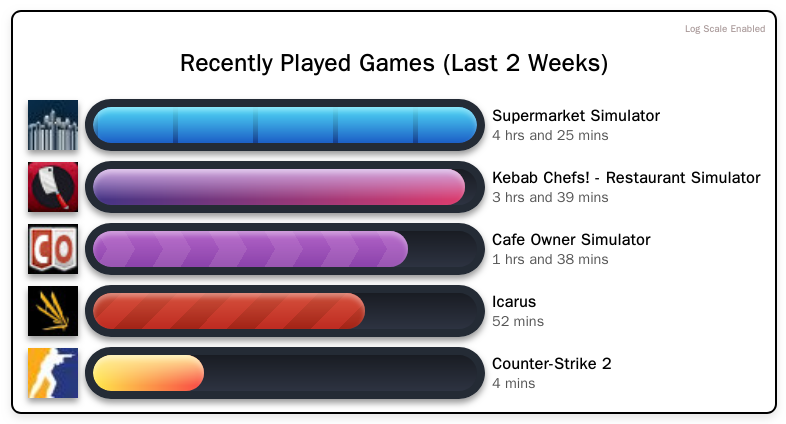 Log Scale Enabled
Recently Played Games (Last 2 Weeks)
Supermarket Simulator
4 hrs and 25 mins
Kebab Chefs! - Restaurant Simulator
3 hrs and 39 mins
CO
Cafe Owner Simulator
1 hrs and 38 mins
Icarus
52 mins
Counter-Strike 2
4 mins